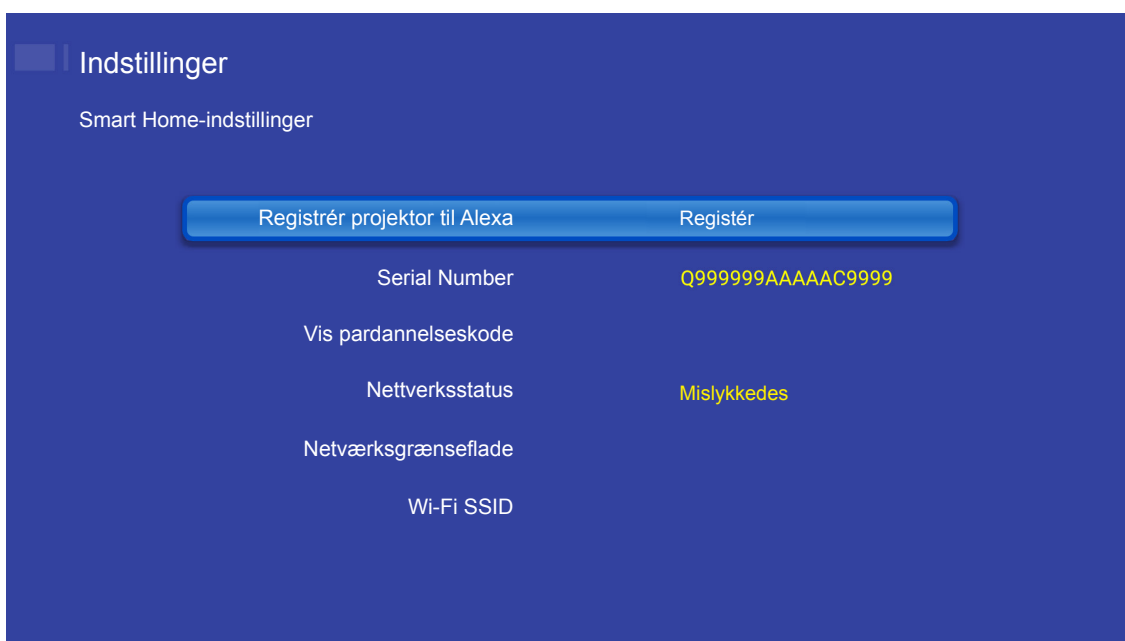 Indstillinger
Smart Home-indstillinger
Registrér projektor til Alexa Registér
Serial Number Q999999AAAAAC9999
Vis pardannelseskode
Nettverksstatus Mislykkedes
Netværksgrænseflade
Wi-Fi SSID